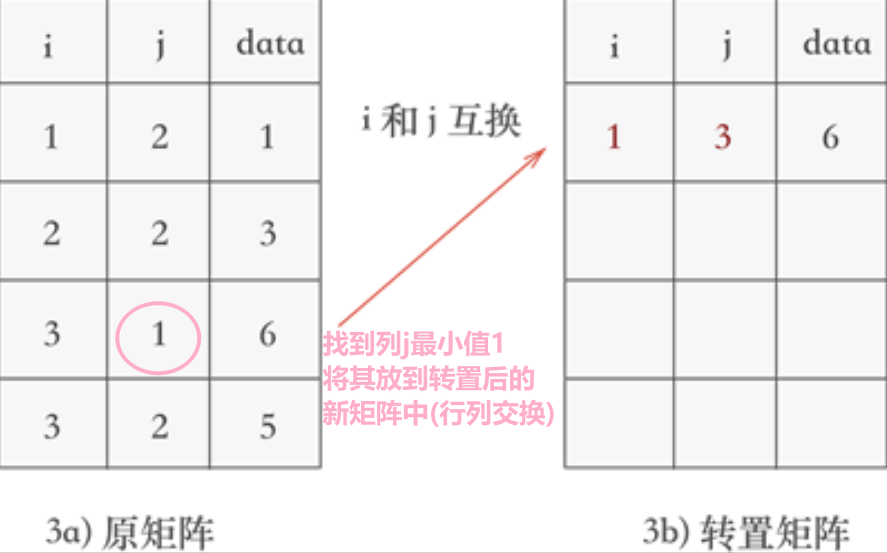 i j data
1 2 1
2 2 3
3 1 6
3 2 5
i 和 j 互换
找到列j最小值1
将其放到转置后的
新矩阵中(行列交换)
i j data
1 3 6
3a) 原矩阵
3b) 转置矩阵